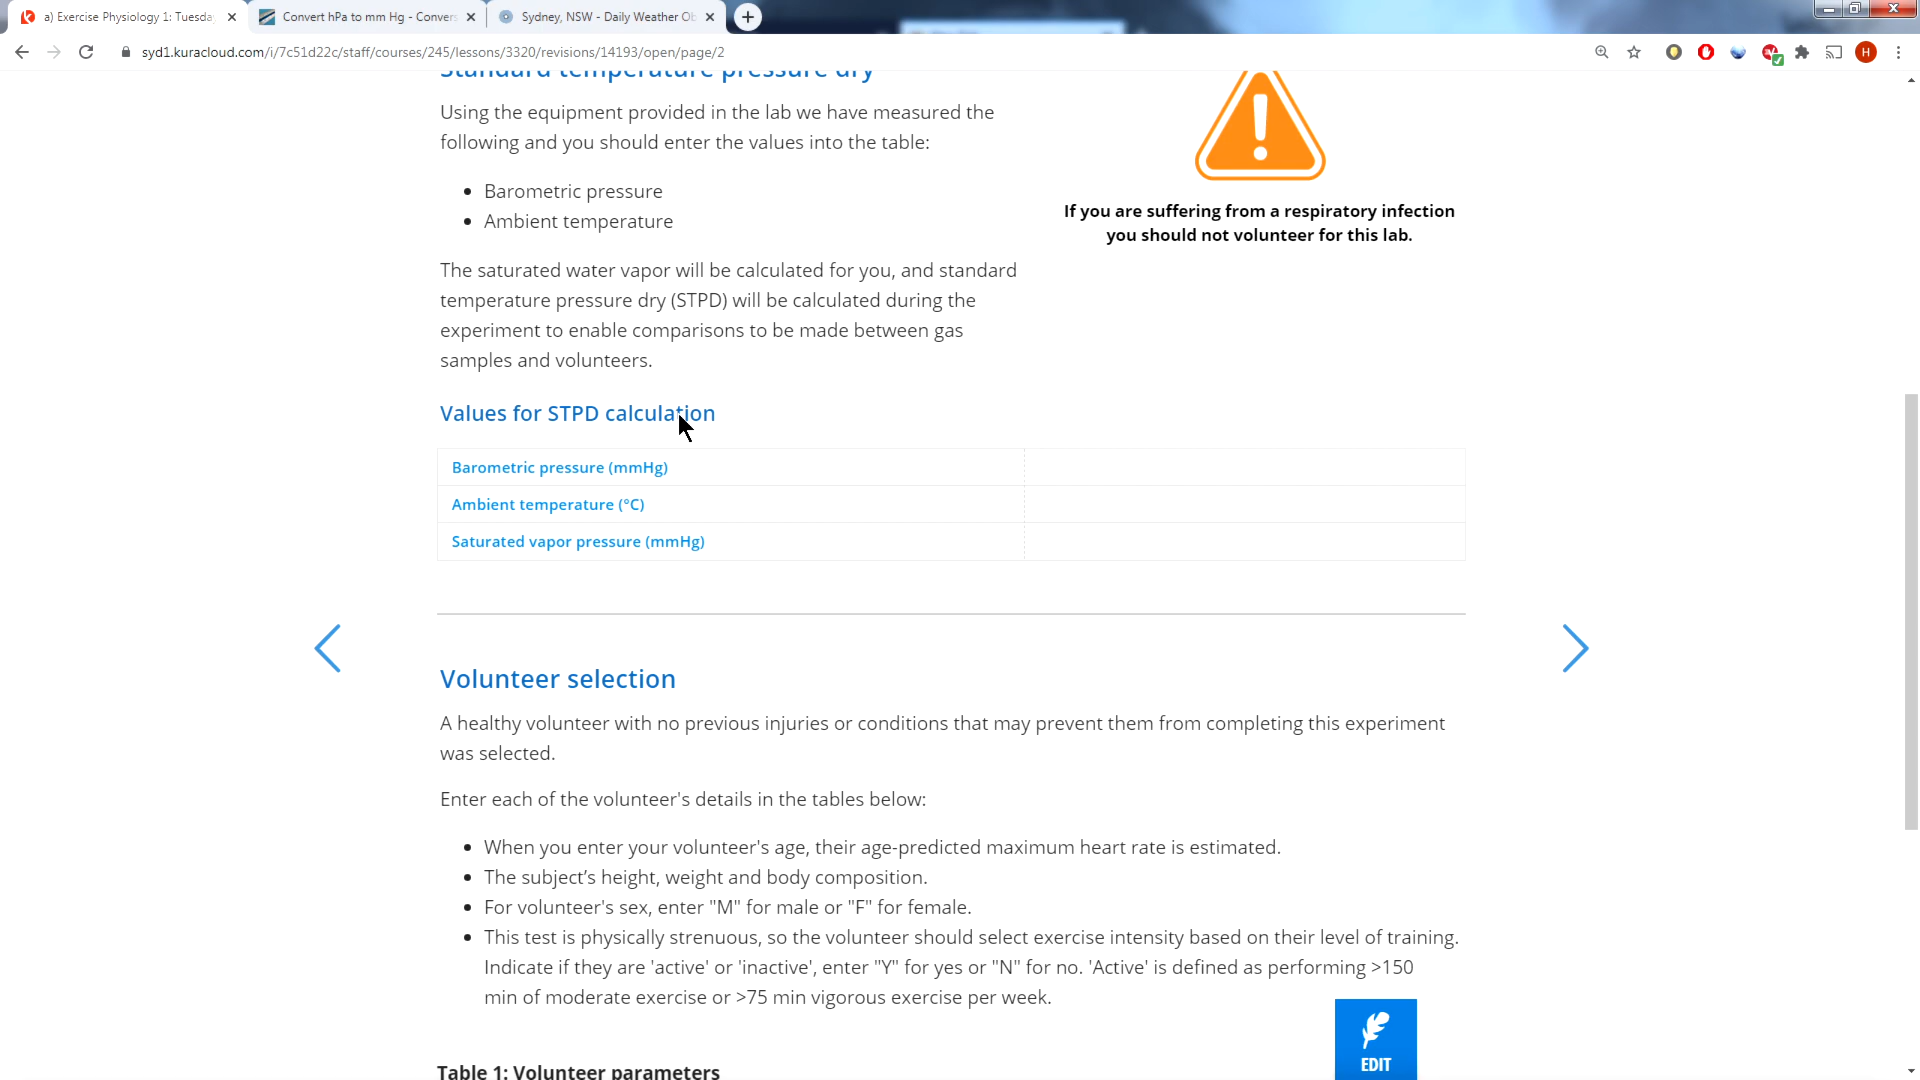 a) Exercise Physiology 1: Tuesda
Convert hPa to mm Hg - Convers
Sydney, NSW - Daily Weather Ob
syd1.kuracloud.com/i/7c51d22c/staff/courses/245/lessons/3320/revisions/14193/open/page/2
H
Standard temperature pressure dry
Using the equipment provided in the lab we have measured the
following and you should enter the values into the table:
Barometric pressure
Ambient temperature
If you are suffering from a respiratory infection
you should not volunteer for this lab.
The saturated water vapor will be calculated for you, and standard
temperature pressure dry (STPD) will be calculated during the
experiment to enable comparisons to be made between gas
samples and volunteers.
Values for STPD calculation
Barometric pressure (mmHg)
Ambient temperature (°C)
Saturated vapor pressure (mmHg)
Volunteer selection
A healthy volunteer with no previous injuries or conditions that may prevent them from completing this experiment
was selected.
Enter each of the volunteer's details in the tables below:
When you enter your volunteer's age, their age-predicted maximum heart rate is estimated.
The subject's height, weight and body composition.
For volunteer's sex, enter "M" for male or "F" for female.
This test is physically strenuous, so the volunteer should select exercise intensity based on their level of training.
Indicate if they are 'active' or 'inactive', enter "Y" for yes or "N" for no. 'Active' is defined as performing >150
min of moderate exercise or >75 min vigorous exercise per week.
EDIT
Table 1: Volunteer parameters